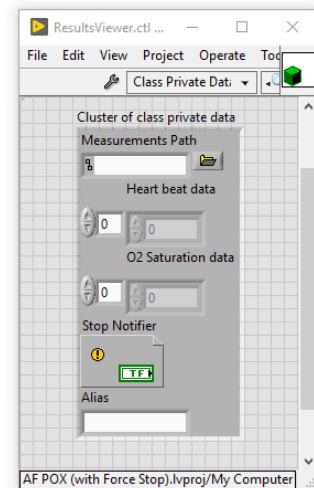 ResultsViewer.ctl ...
File Edit View Project Operate
Class Private Data
Cluster of class private data
Measurements Path
Heart beat data
0 0
O2 Saturation data
0 0
Stop Notifier
TF
Alias
AF POX (with Force Stop).lvproj/My Computer